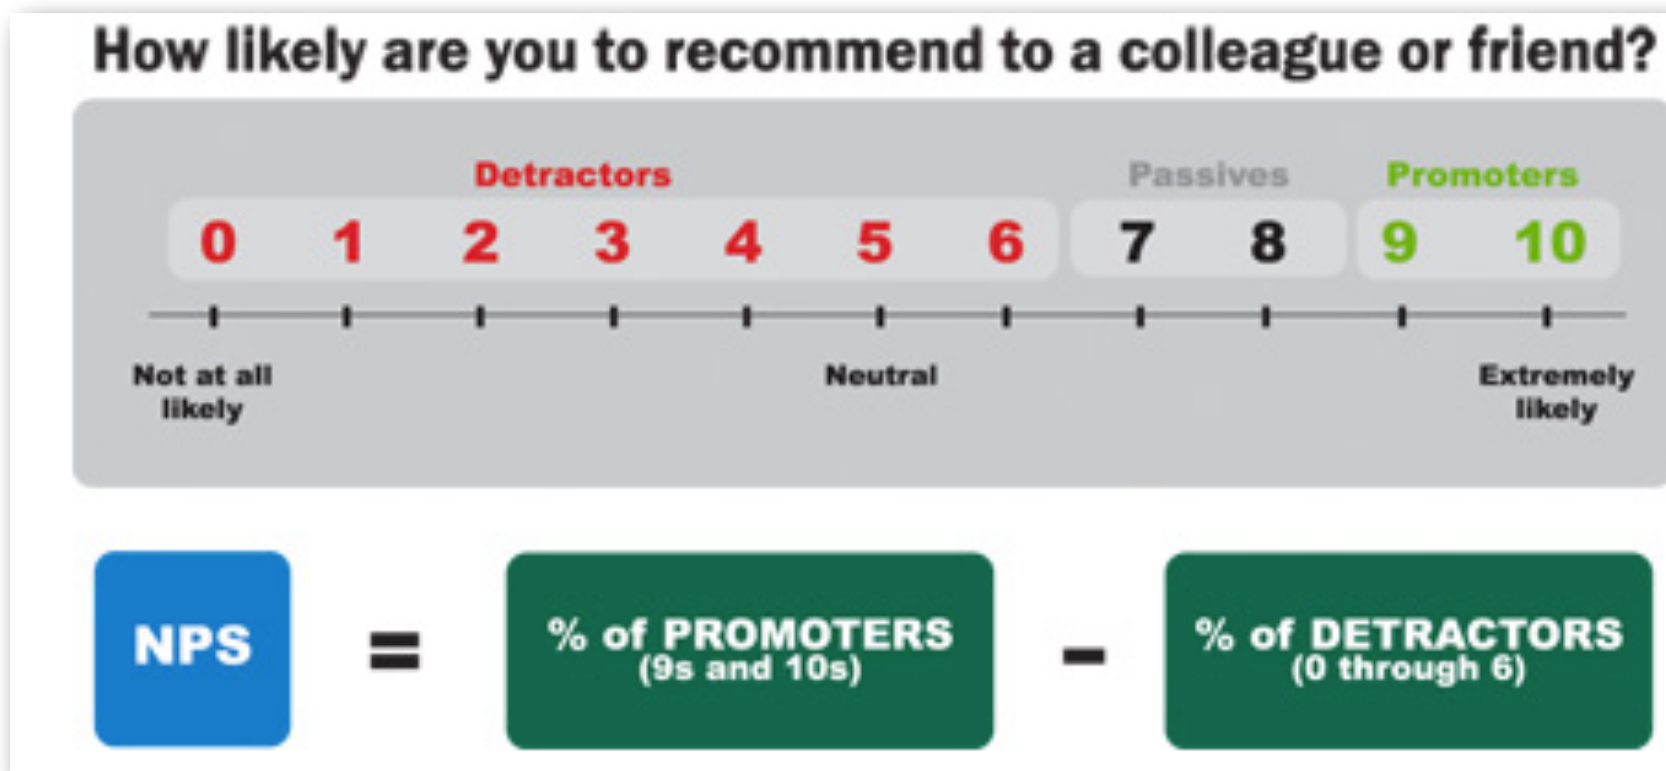 How likely are you to recommend to a colleague or friend?
Detractors Passives Promoters
0 1 2 3 4 5 6 7 8 9 10
Not at all likely Neutral Extremely likely
NPS = % of PROMOTERS (9s and 10s) - % of DETRACTORS (0 through 6)